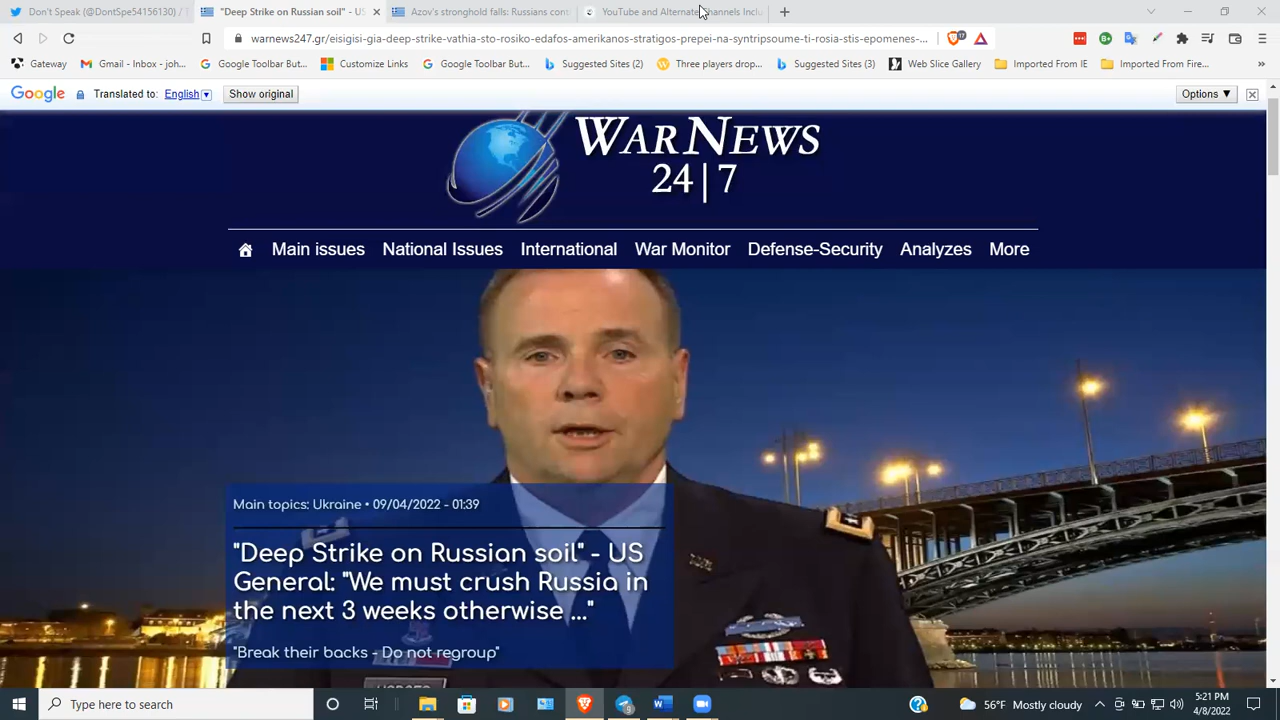 Don't Speak (@DontSpe54156130) /
"Deep Strike on Russian soil" - US
Azov's stronghold falls: Russians cont
YouTube and Alternate Channels Inclu
warnews247.gr/eisigisi-gia-deep-strike-vathia-sto-rosiko-edafos-amerikanos-stratigos-prepei-na-syntripsoume-ti-rosia-stis-epomenes-...
17
Gateway
Gmail - Inbox - joh...
Google Toolbar But...
Customize Links
Google Toolbar But...
Suggested Sites (2)
Three players drop...
Suggested Sites (3)
Web Slice Gallery
Imported From IE
Imported From Fire...
Google
Translated to: English
Show original
Options ▼
WARNEWS
24|7
Main issues
National Issues
International
War Monitor
Defense-Security
Analyzes
More
Main topics: Ukraine • 09/04/2022 - 01:39
"Deep Strike on Russian soil" - US
General: "We must crush Russia in
the next 3 weeks otherwise ..."
"Break their backs - Do not regroup"
Type here to search
56°F Mostly cloudy
5:21 PM
4/8/2022